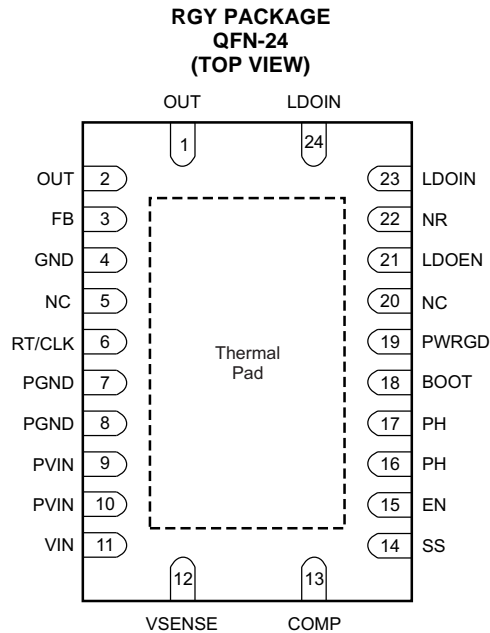 RGY PACKAGE
QFN-24
(TOP VIEW)
OUT LDOIN
1 24
OUT 2 23 LDOIN
FB 3 22 NR
GND 4 21 LDOEN
NC 5 20 NC
RT/CLK 6 19 PWRGD
Thermal
Pad
PGND 7 18 BOOT
PGND 8 17 PH
PVIN 9 16 PH
PVIN 10 15 EN
VIN 11 14 SS
12 13
VSENSE COMP